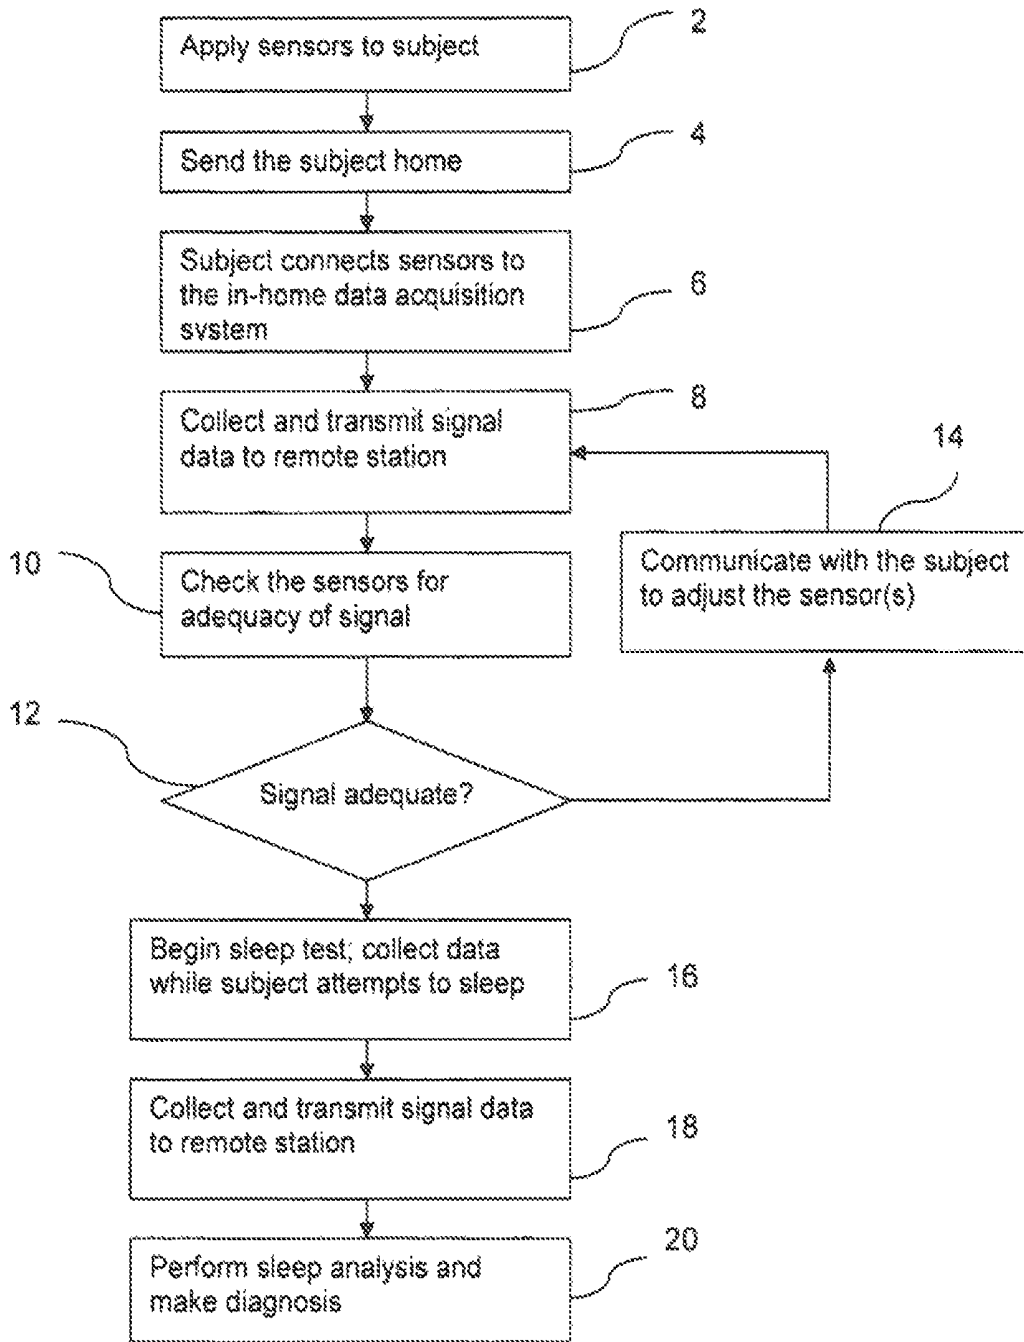 Apply sensors to subject
2
Send the subject home
4
Subject connects sensors to
the in-home data acquisition
system
6
Collect and transmit signal
data to remote station
8
14
Communicate with the subject
to adjust the sensor(s)
10
Check the sensors for
adequacy of signal
12
Signal adequate?
Begin sleep test; collect data
while subject attempts to sleep
16
Collect and transmit signal data
to remote station
18
Perform sleep analysis and
make diagnosis
20